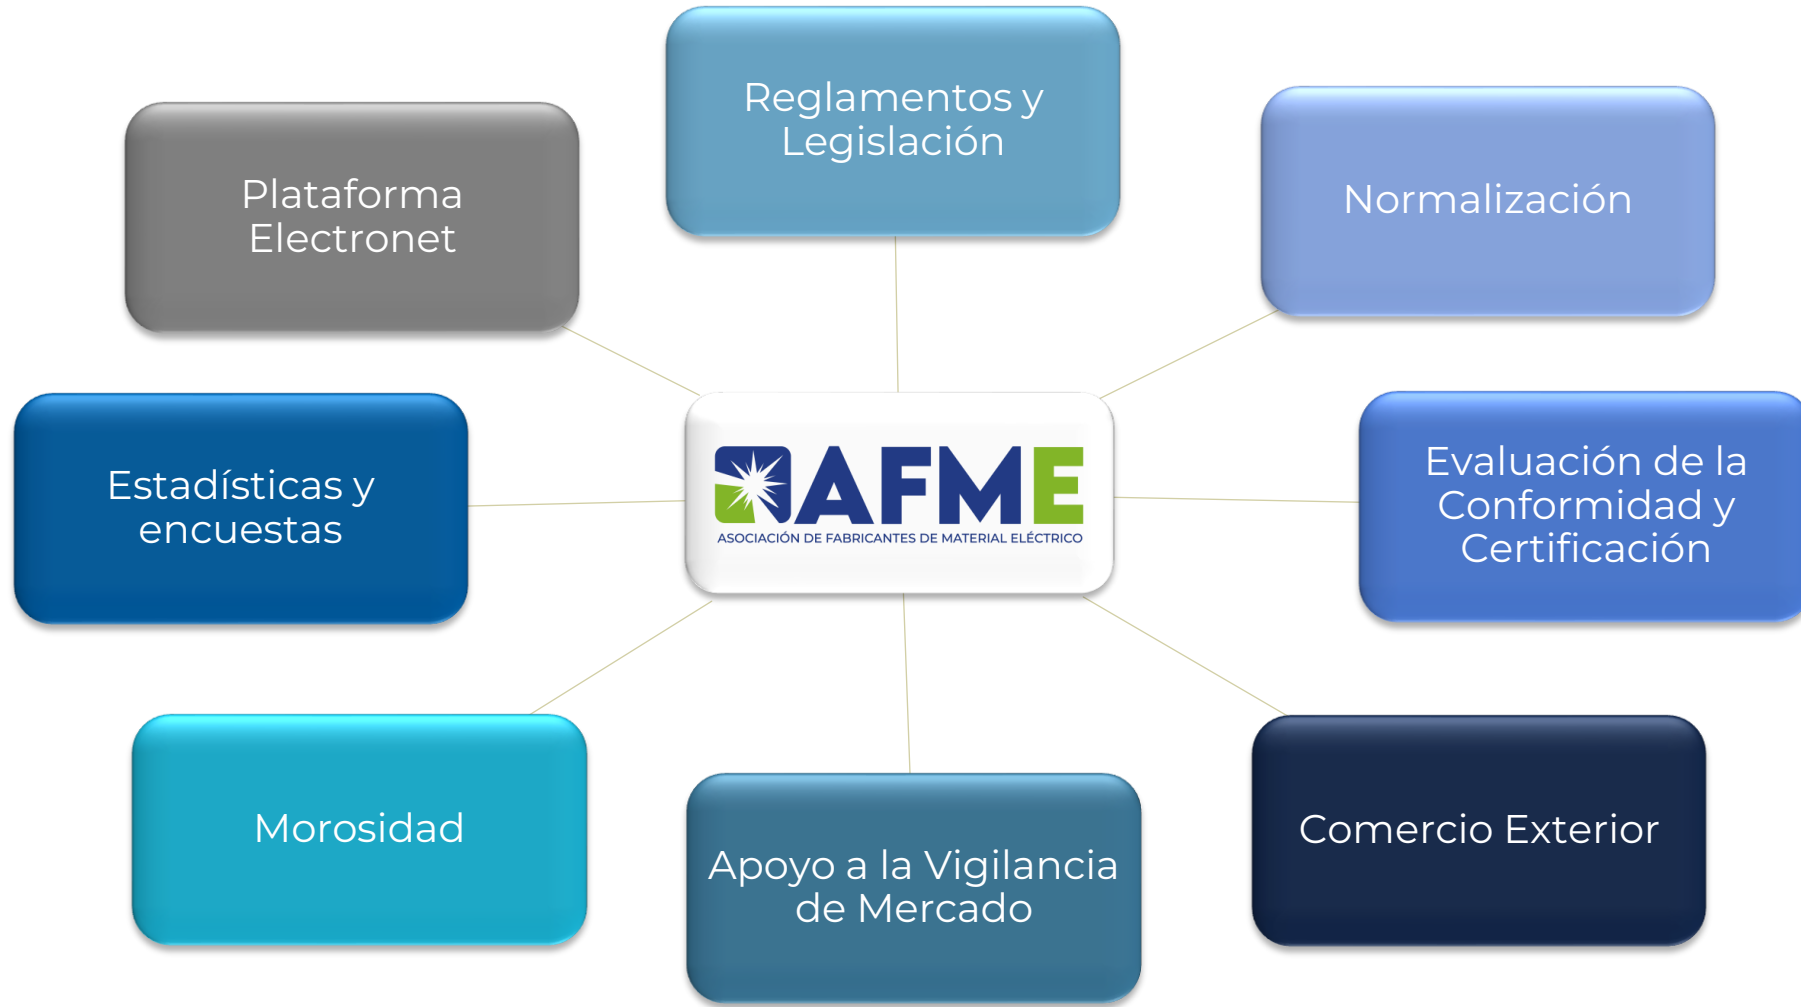 Reglamentos y
Legislación
Normalización
Evaluación de la
Conformidad y
Certificación
Comercio Exterior
Apoyo a la Vigilancia
de Mercado
Morosidad
Estadísticas y
encuestas
Plataforma
Electronet
AFME
ASOCIACIÓN DE FABRICANTES DE MATERIAL ELÉCTRICO